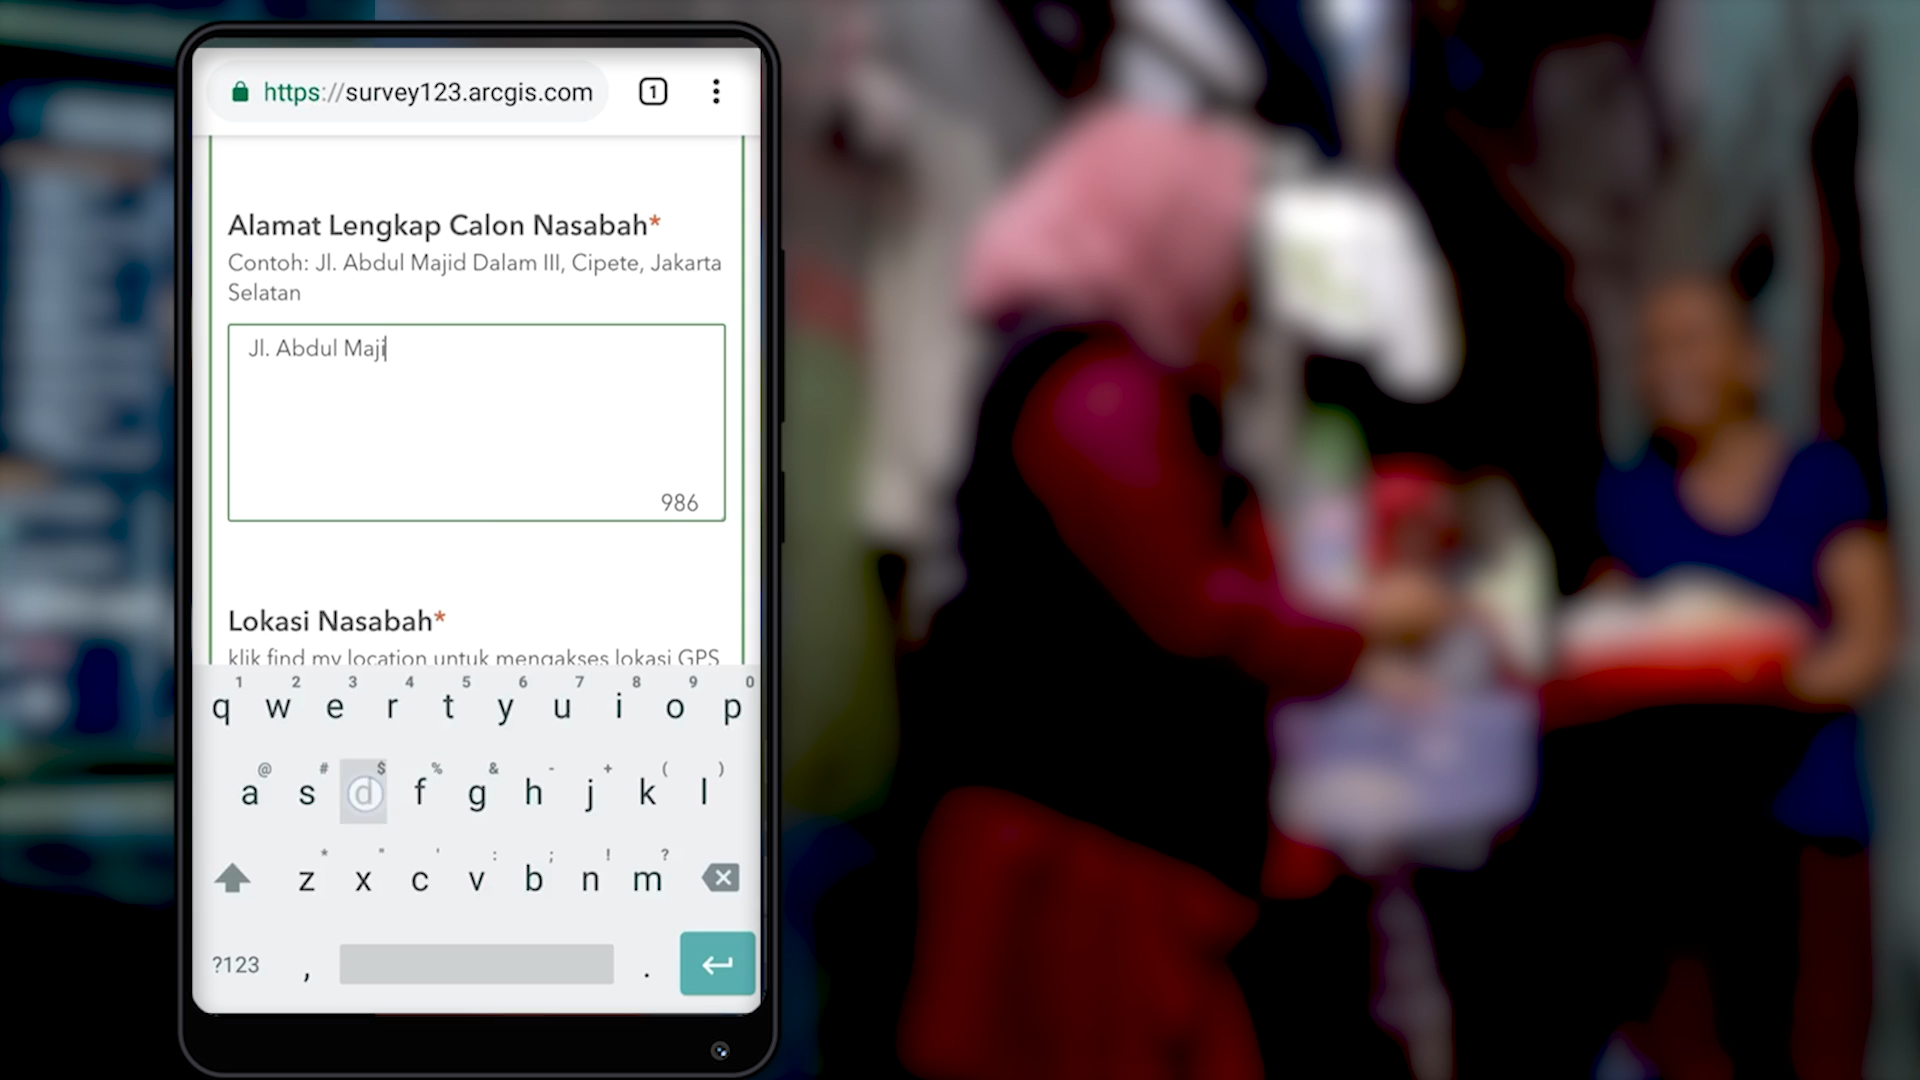 https://survey123.arcgis.com
1
Alamat Lengkap Calon Nasabah*
Contoh: Jl. Abdul Majid Dalam III, Cipete, Jakarta
Selatan
Jl. Abdul Maji
986
Lokasi Nasabah*
klik find my location untuk mengakses lokasi GPS
1 2 3 4 5 6 7 8 9 0
q w e r t y u i o p
@ # $ % & - + ( )
a s d f g h j k l
* " ' : ; ! ?
z x c v b n m
?123 , .